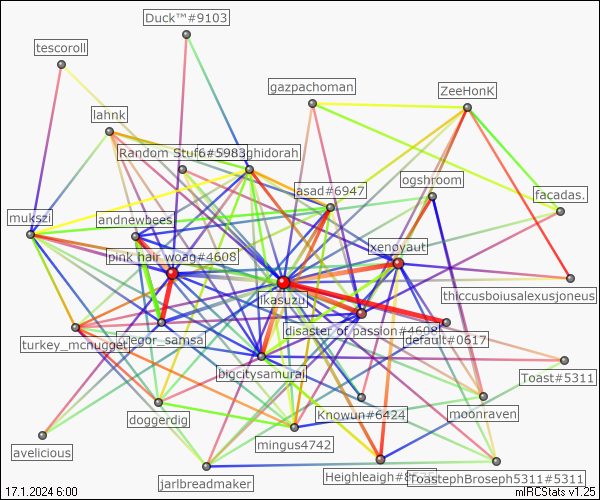 Duck™#9103
tescoroll
gazpachoman
ZeeHonK
lahnk
Random Stuf6#5983
ghidorah
asad#6947
ogshroom
facadas.
mukszi
andnewbees
xenoyaut
pink hair woag#4608
Ikasuzu
thiccusboiusalexusjoneus
disaster of passion#4608
default#0617
turkey_mcnugget
gregor_samsa
bigcitysamurai
Toast#5311
doggerdig
Knowun#6424
moonraven
avelicious
mingus4742
jarlbreadmaker
Heighleaigh
ToastephBroseph5311#5311
17.1.2024 6:00
mIRCStats v1.25